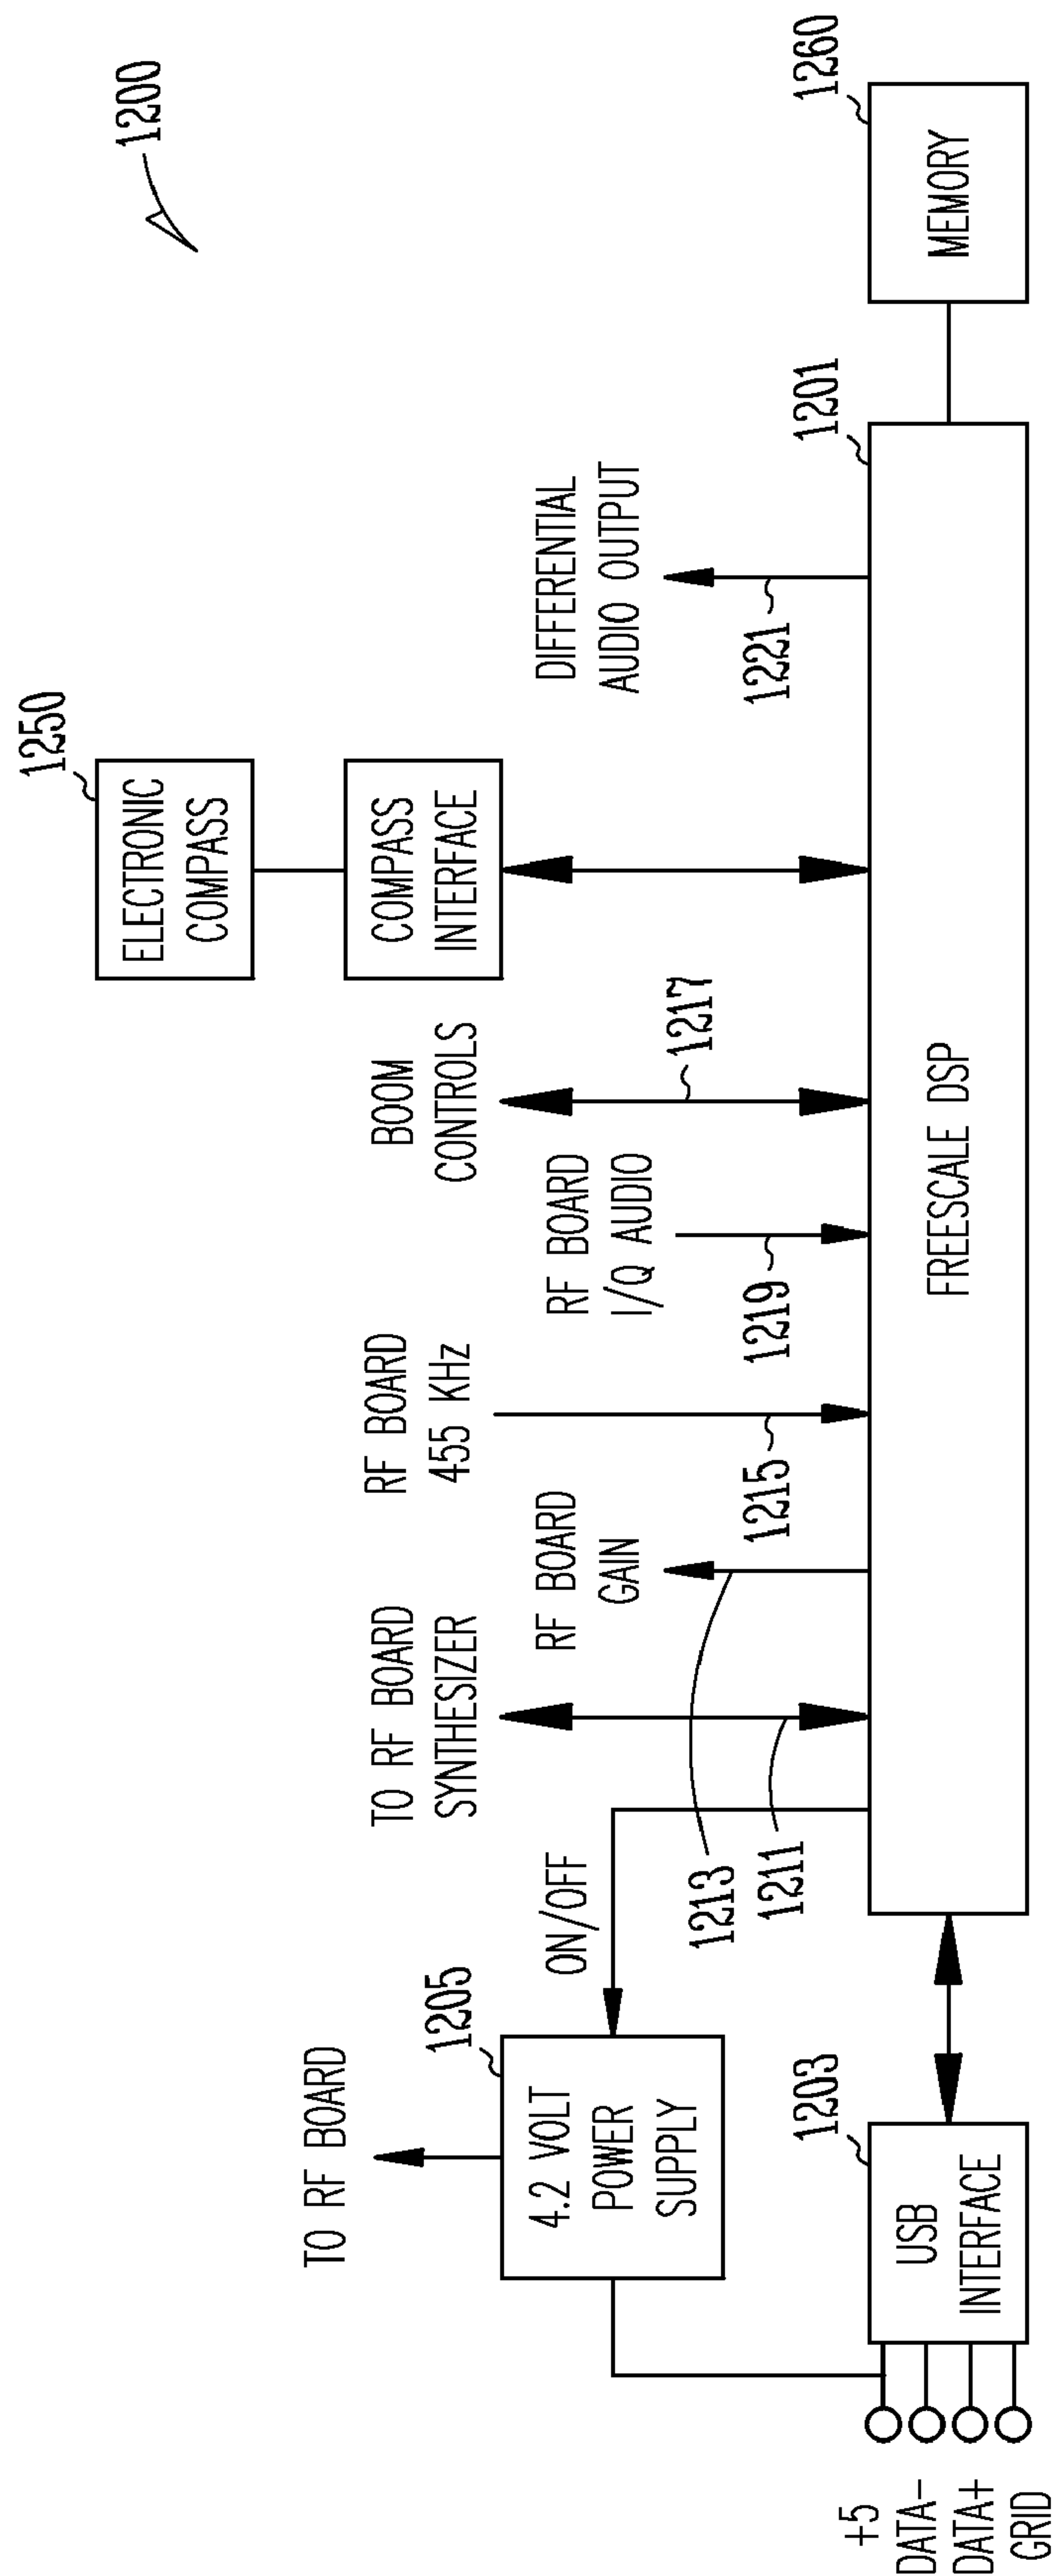 1200
1250
ELECTRONIC
COMPASS
COMPASS
INTERFACE
TO RF BOARD
1205
4.2 VOLT
POWER
SUPPLY
ON/OFF
TO RF BOARD
SYNTHESIZER
1211
RF BOARD
GAIN
1213
RF BOARD
455 KHz
1215
RF BOARD
I/Q AUDIO
1219
BOOM
CONTROLS
1217
DIFFERENTIAL
AUDIO OUTPUT
1221
+5
DATA-
DATA+
GRID
1203
USB
INTERFACE
1201
FREESCALE DSP
1260
MEMORY